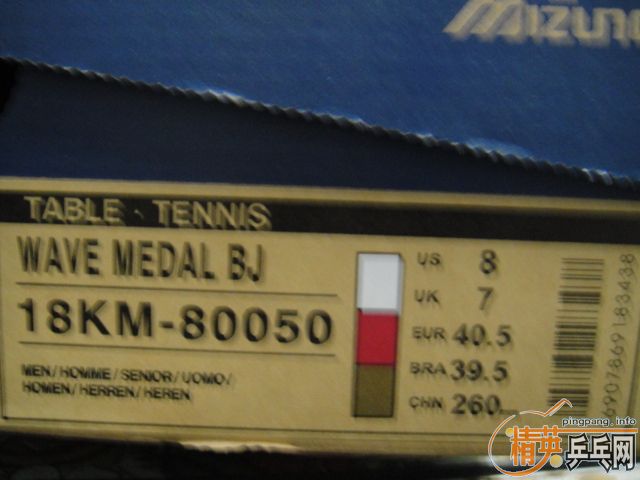 MIZUNO
TABLE · TENNIS
WAVE MEDAL BJ
18KM-80050
MEN/HOMME/SENIOR/UOMO/
HOMEN/HERREN/HEREN
US 8
UK 7
EUR 40.5
BRA 39.5
CHN 260
6907869183438
pingpang.info
精英乒乓网